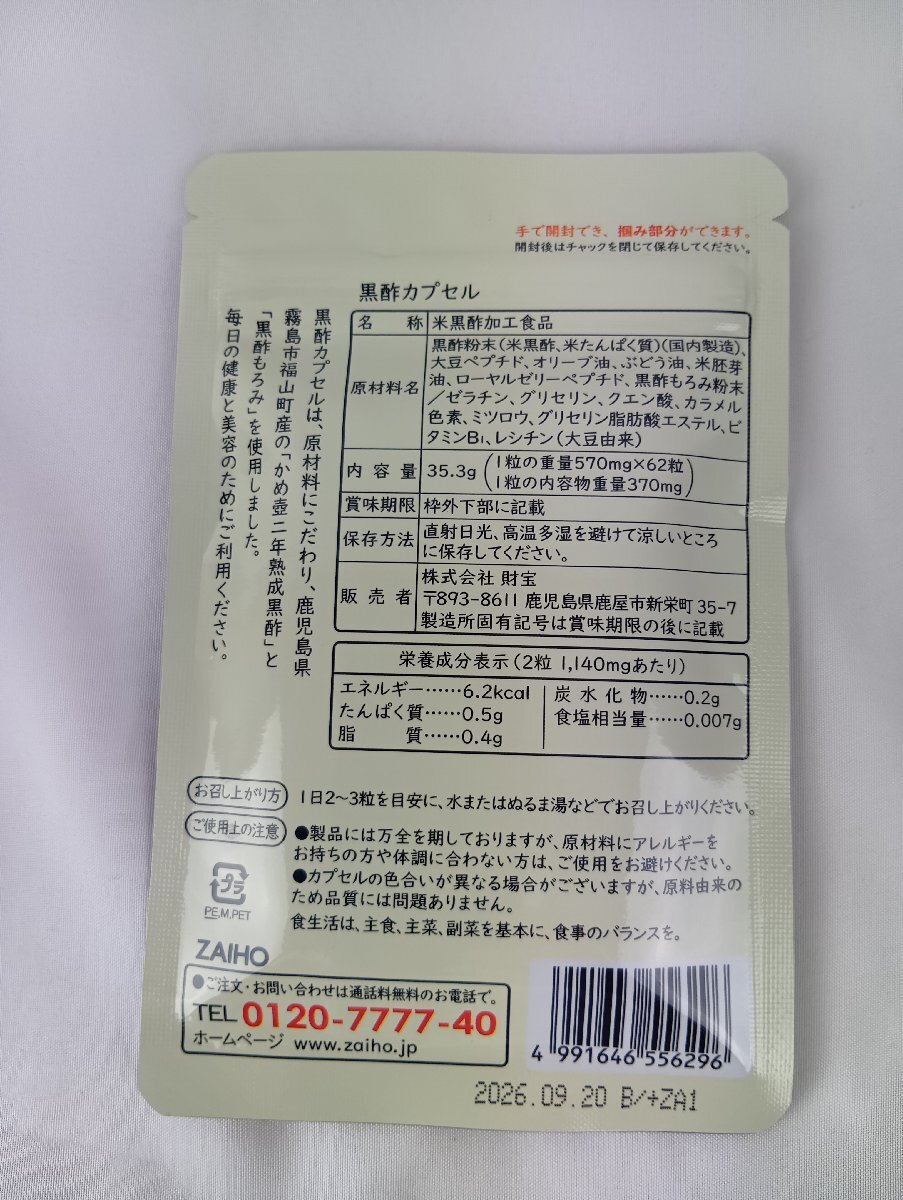 手で開封でき、掴み部分ができます。
開封後はチャックを閉じて保存してください。
黒酢カプセル
名 称 米黒酢加工食品
原材料名
黒酢粉末(米黒酢、米たんぱく質)(国内製造)、
大豆ペプチド、オリーブ油、ぶどう油、米胚芽
油、ローヤルゼリーペプチド、黒酢もろみ粉末
/ゼラチン、グリセリン、クエン酸、カラメル
色素、ミツロウ、グリセリン脂肪酸エステル、ビ
タミンB1、レシチン(大豆由来)
内容量 35.3g
1粒の重量570mg×62粒
1粒の内容物重量370mg
賞味期限 枠外下部に記載
保存方法
直射日光、高温多湿を避けて涼しいところ
に保存してください。
販売者
株式会社 財宝
〒893-8611 鹿児島県鹿屋市新栄町35-7
製造所固有記号は賞味期限の後に記載
黒酢カプセルは、原材料にこだわり、鹿児島県
霧島市福山町産の「かめ壺二年熟成黒酢」と
「黒酢もろみ」を使用しました。
毎日の健康と美容のためにご利用ください。
栄養成分表示(2粒 1,140mgあたり)
エネルギー……6.2kcal
たんぱく質……0.5g
脂 質……0.4g
炭水化物……0.2g
食塩相当量……0.007g
お召し上がり方 1日2〜3粒を目安に、水またはぬるま湯などでお召し上がりください。
ご使用上の注意
●製品には万全を期しておりますが、原材料にアレルギーを
お持ちの方や体調に合わない方は、ご使用をお避けください。
●カプセルの色合いが異なる場合がございますが、原料由来の
ため品質には問題ありません。
食生活は、主食、主菜、副菜を基本に、食事のバランスを。
プラ
PE,M,PET
ZAIHO
●ご注文・お問い合わせは通話料無料のお電話で。
TEL 0120-7777-40
ホームページ www.zaiho.jp
4 991646 556296
2026.09.20 B/+ZA1